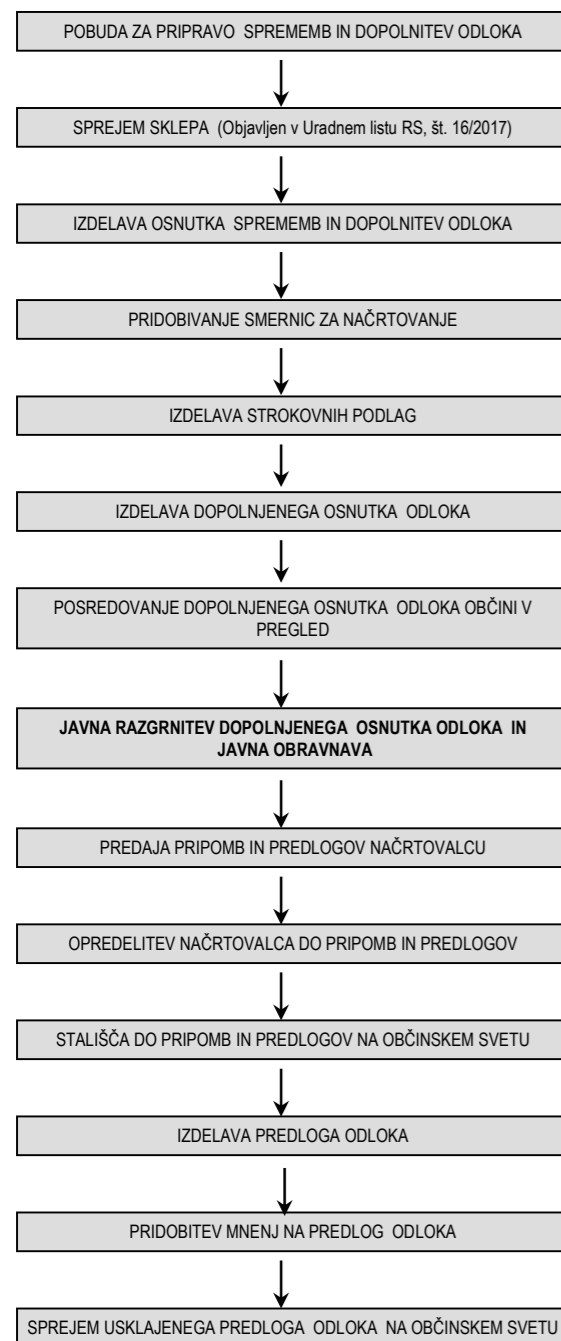 POBUDA ZA PRIPRAVO SPREMEMB IN DOPOLNITEV ODLOKA
SPREJEM SKLEPA (Objavljen v Uradnem listu RS, št. 16/2017)
IZDELAVA OSNUTKA SPREMEMB IN DOPOLNITEV ODLOKA
PRIDOBIVANJE SMERNIC ZA NAČRTOVANJE
IZDELAVA STROKOVNIH PODLAG
IZDELAVA DOPOLNJENEGA OSNUTKA ODLOKA
POSREDOVANJE DOPOLNJENEGA OSNUTKA ODLOKA OBČINI V
PREGLED
JAVNA RAZGRNITEV DOPOLNJENEGA OSNUTKA ODLOKA IN
JAVNA OBRAVNAVA
PREDAJA PRIPOMB IN PREDLOGOV NAČRTOVALCU
OPREDELITEV NAČRTOVALCA DO PRIPOMB IN PREDLOGOV
STALIŠČA DO PRIPOMB IN PREDLOGOV NA OBČINSKEM SVETU
IZDELAVA PREDLOGA ODLOKA
PRIDOBITEV MNENJ NA PREDLOG ODLOKA
SPREJEM USKLAJENEGA PREDLOGA ODLOKA NA OBČINSKEM SVETU